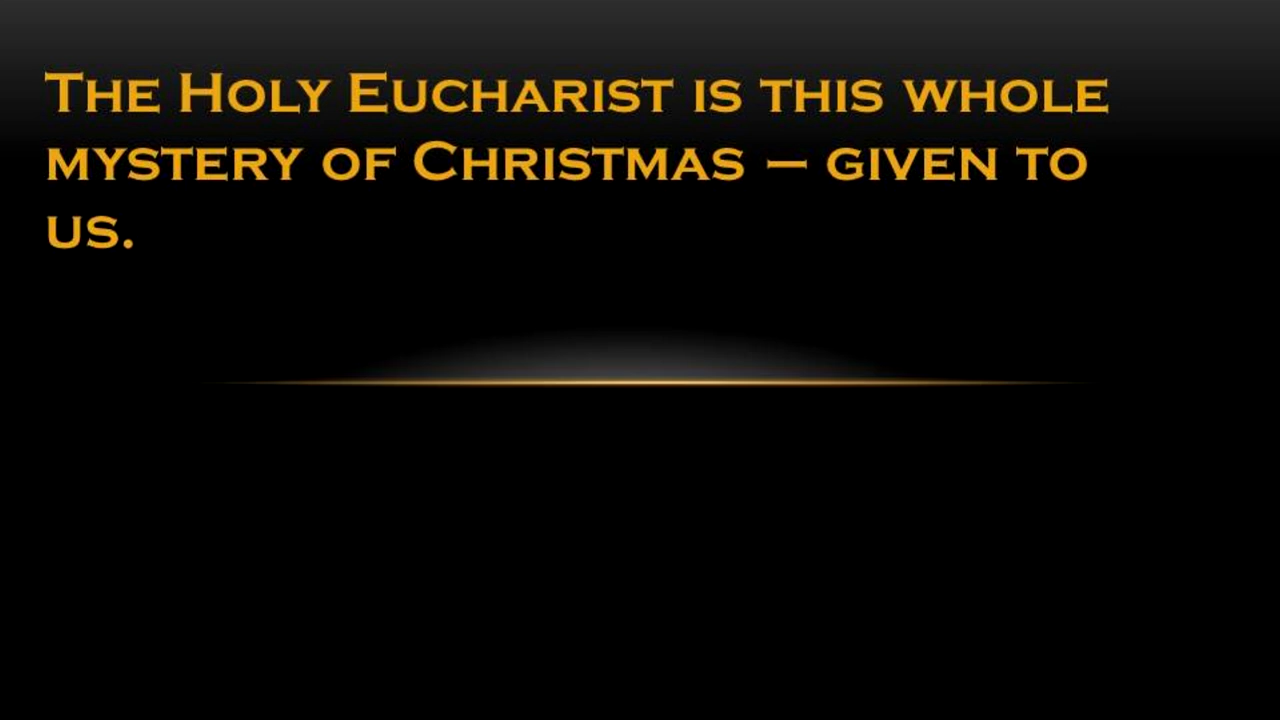 The Holy Eucharist is this whole
mystery of Christmas – given to
us.